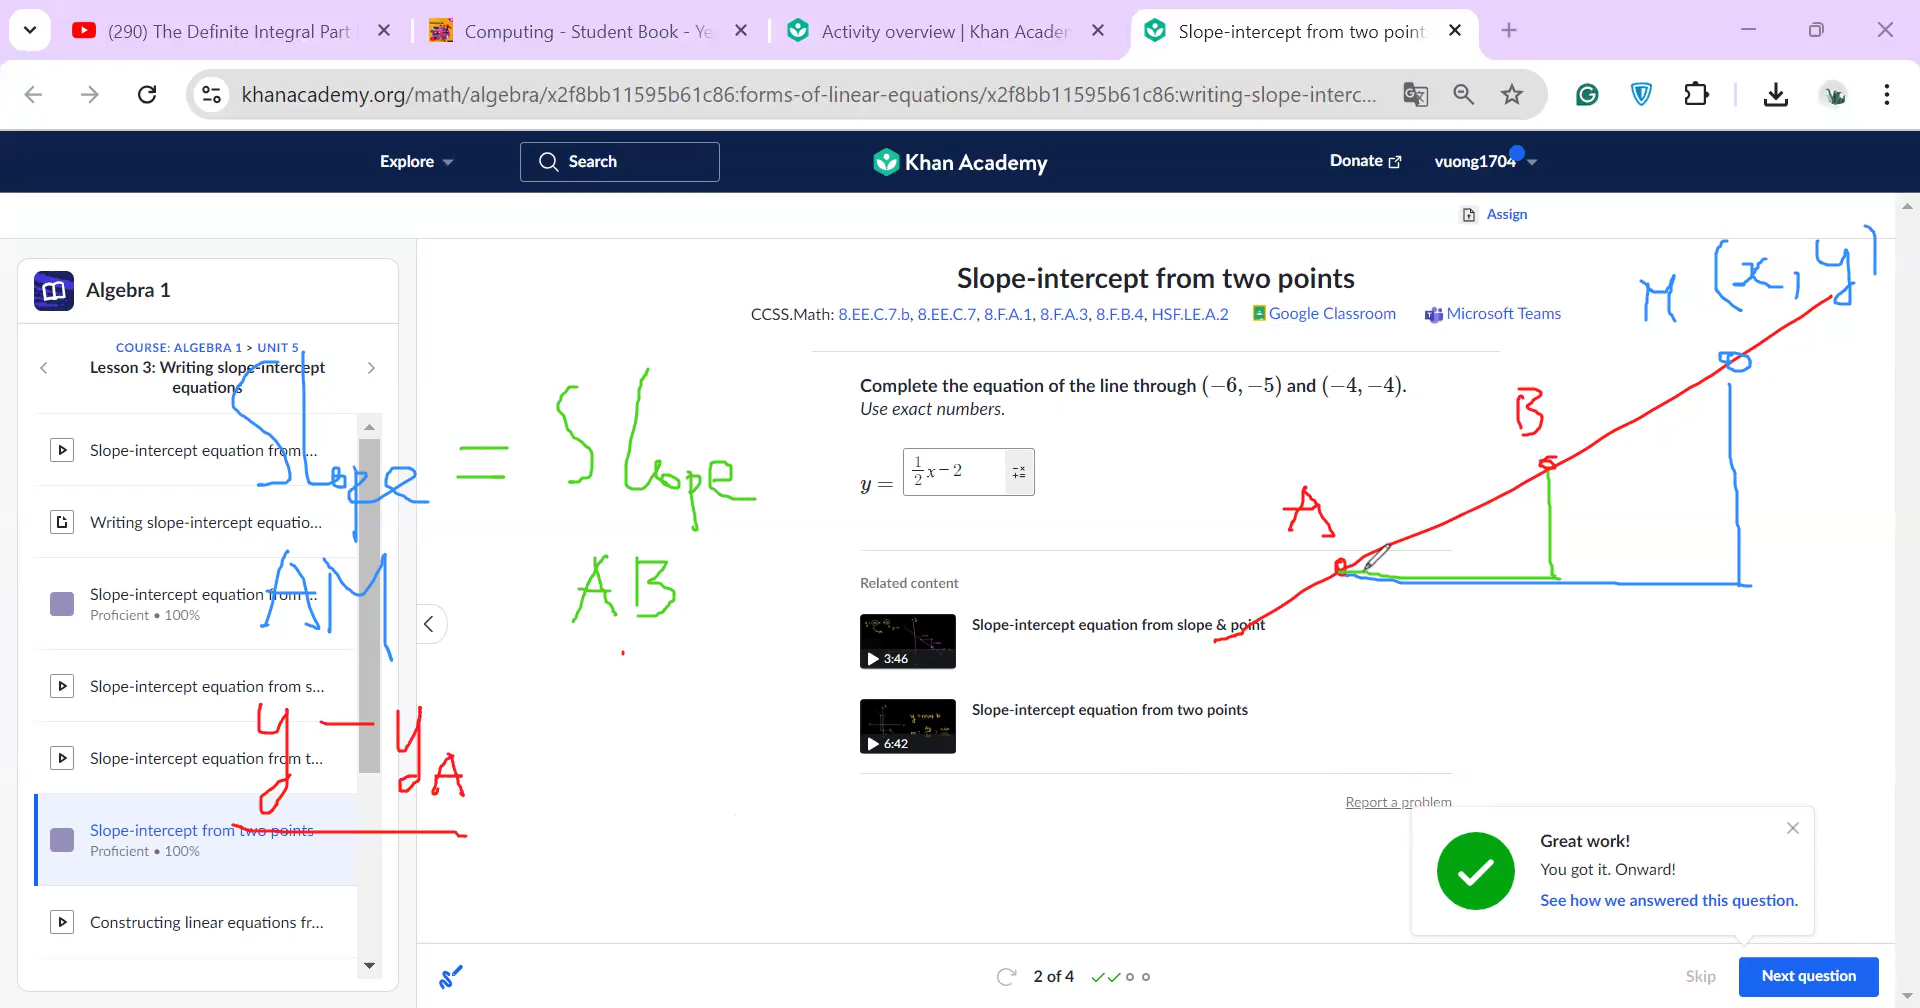 (290) The Definite Integral Part
Computing - Student Book - Ye
Activity overview | Khan Acaden
Slope-intercept from two point
khanacademy.org/math/algebra/x2f8bb11595b61c86:forms-of-linear-equations/x2f8bb11595b61c86:writing-slope-interc...
Explore
Search
Khan Academy
Donate
vuong1704
Assign
Algebra 1
COURSE: ALGEBRA 1 > UNIT 5
Lesson 3: Writing slope-intercept
equations
Slope-intercept equation from ...
Writing slope-intercept equatio...
Slope-intercept equation from ...
Proficient • 100%
Slope-intercept equation from s...
Slope-intercept equation from t...
Slope-intercept from two points
Proficient • 100%
Constructing linear equations fr...
Slope = Slope
AM AB
y - yA
Slope-intercept from two points
CCSS.Math: 8.EE.C.7.b, 8.EE.C.7, 8.F.A.1, 8.F.A.3, 8.F.B.4, HSF.LE.A.2
Google Classroom
Microsoft Teams
Complete the equation of the line through (−6, −5) and (−4, −4).
Use exact numbers.
y = 1/2 x − 2
M (x, y)
B
A
Related content
3:46
Slope-intercept equation from slope & point
6:42
Slope-intercept equation from two points
Report a problem
Great work!
You got it. Onward!
See how we answered this question.
2 of 4
Skip
Next question